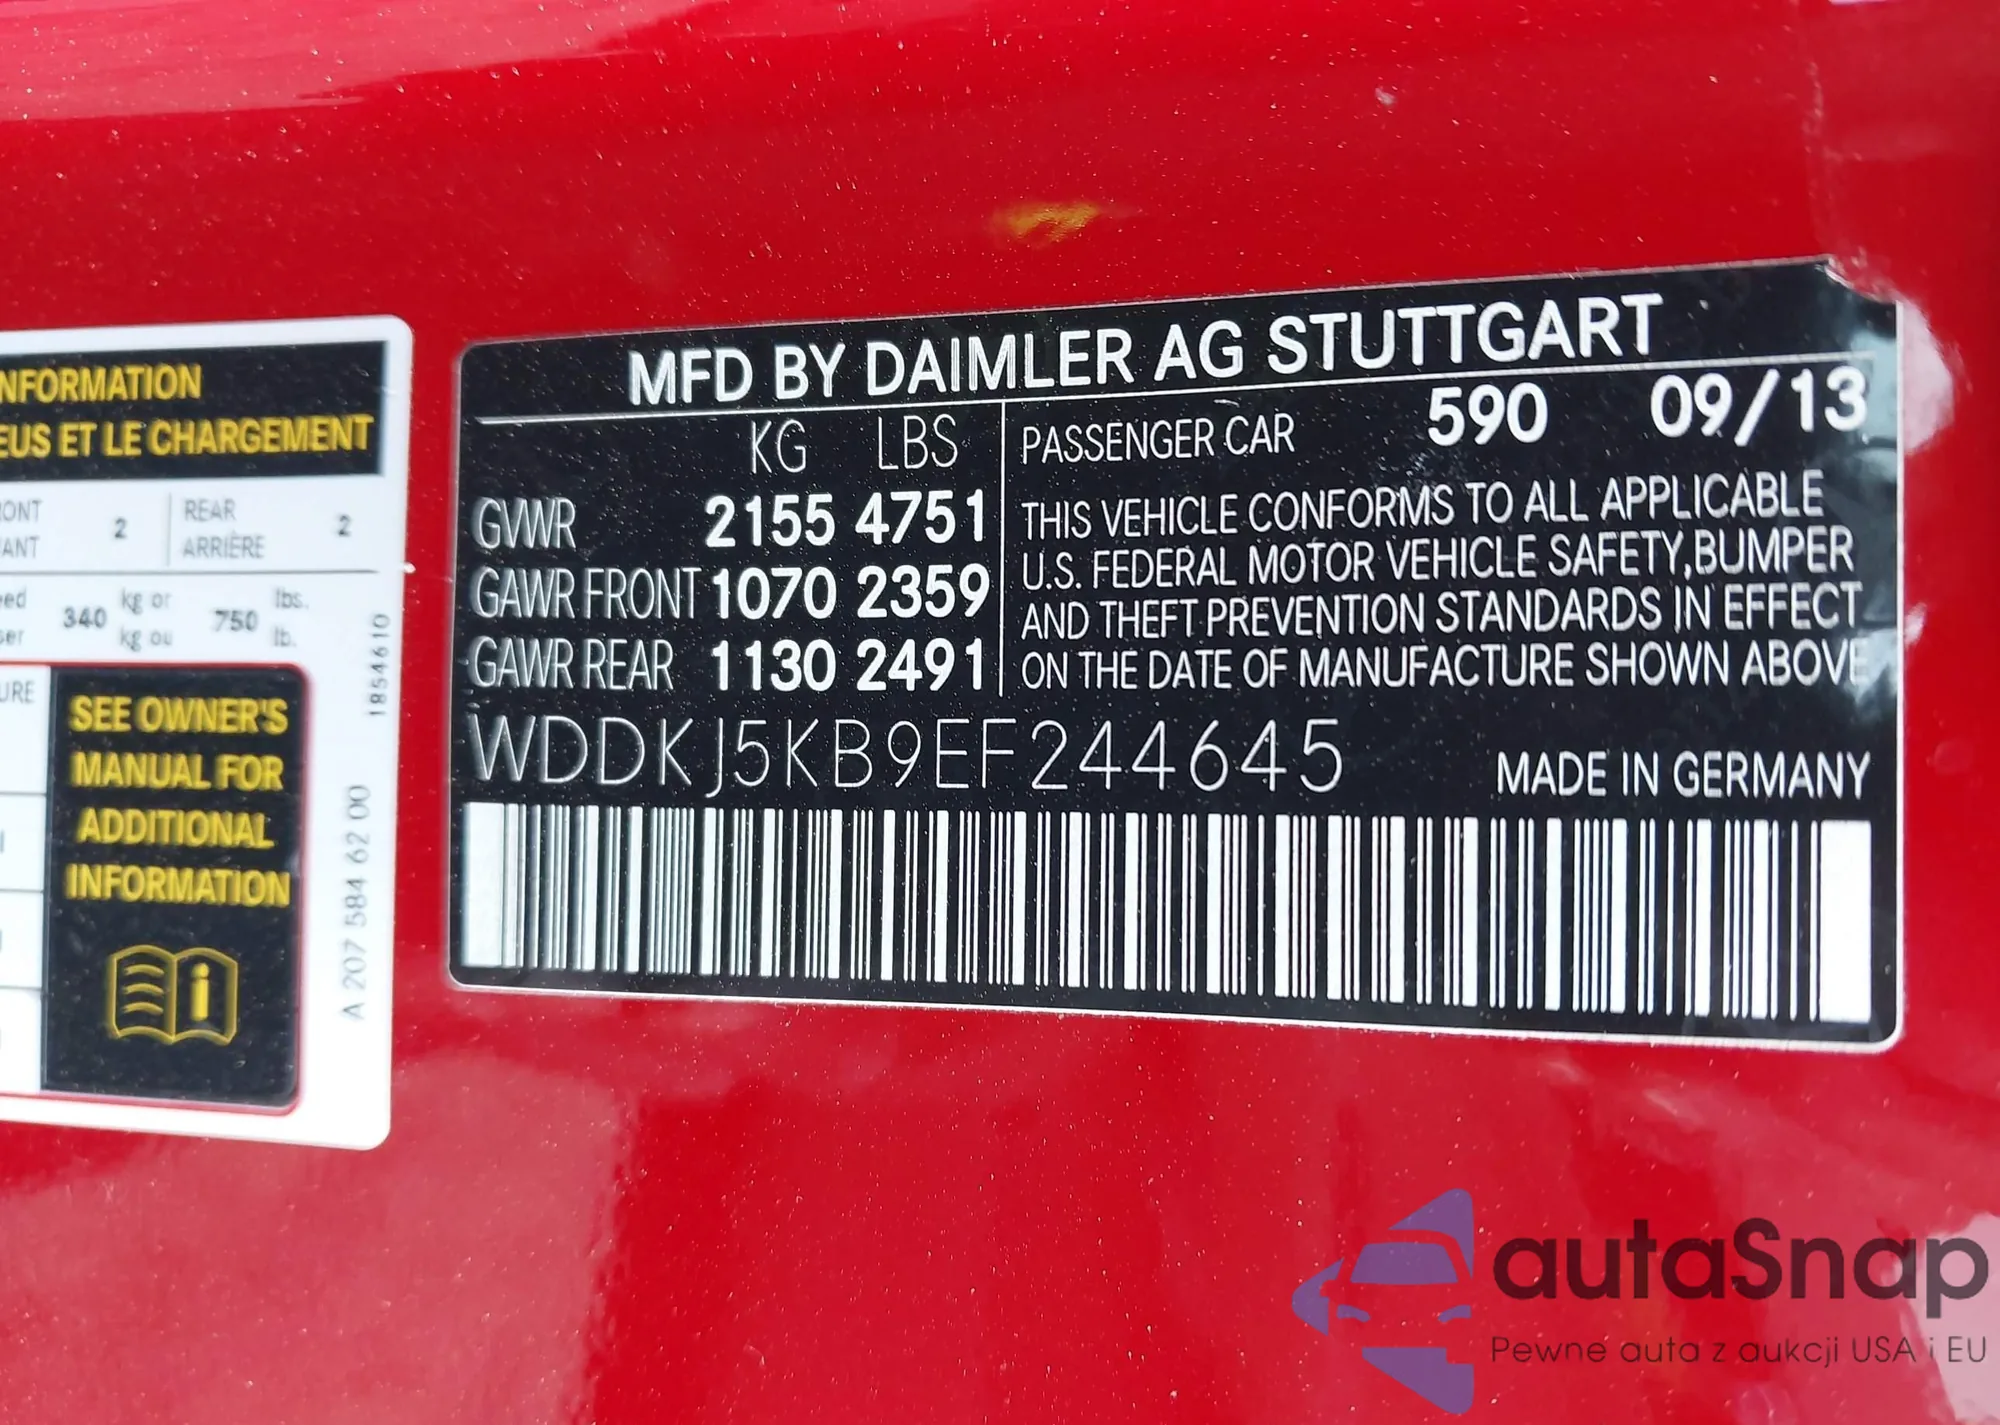 NFORMATION
EUS ET LE CHARGEMENT
REAR
ARRIÈRE
2
2
340
kg or
kg ou
750
lbs.
lb.
1854610
SEE OWNER'S
MANUAL FOR
ADDITIONAL
INFORMATION
i
A 207 584 62 00
MFD BY DAIMLER AG STUTTGART
KG LBS
GVWR 2155 4751
GAWR FRONT 1070 2359
GAWR REAR 1130 2491
PASSENGER CAR 590 09/13
THIS VEHICLE CONFORMS TO ALL APPLICABLE
U.S. FEDERAL MOTOR VEHICLE SAFETY,BUMPER
AND THEFT PREVENTION STANDARDS IN EFFECT
ON THE DATE OF MANUFACTURE SHOWN ABOVE
WDDKJ5KB9EF244645
MADE IN GERMANY
autaSnap
Pewne auta z aukcji USA i EU